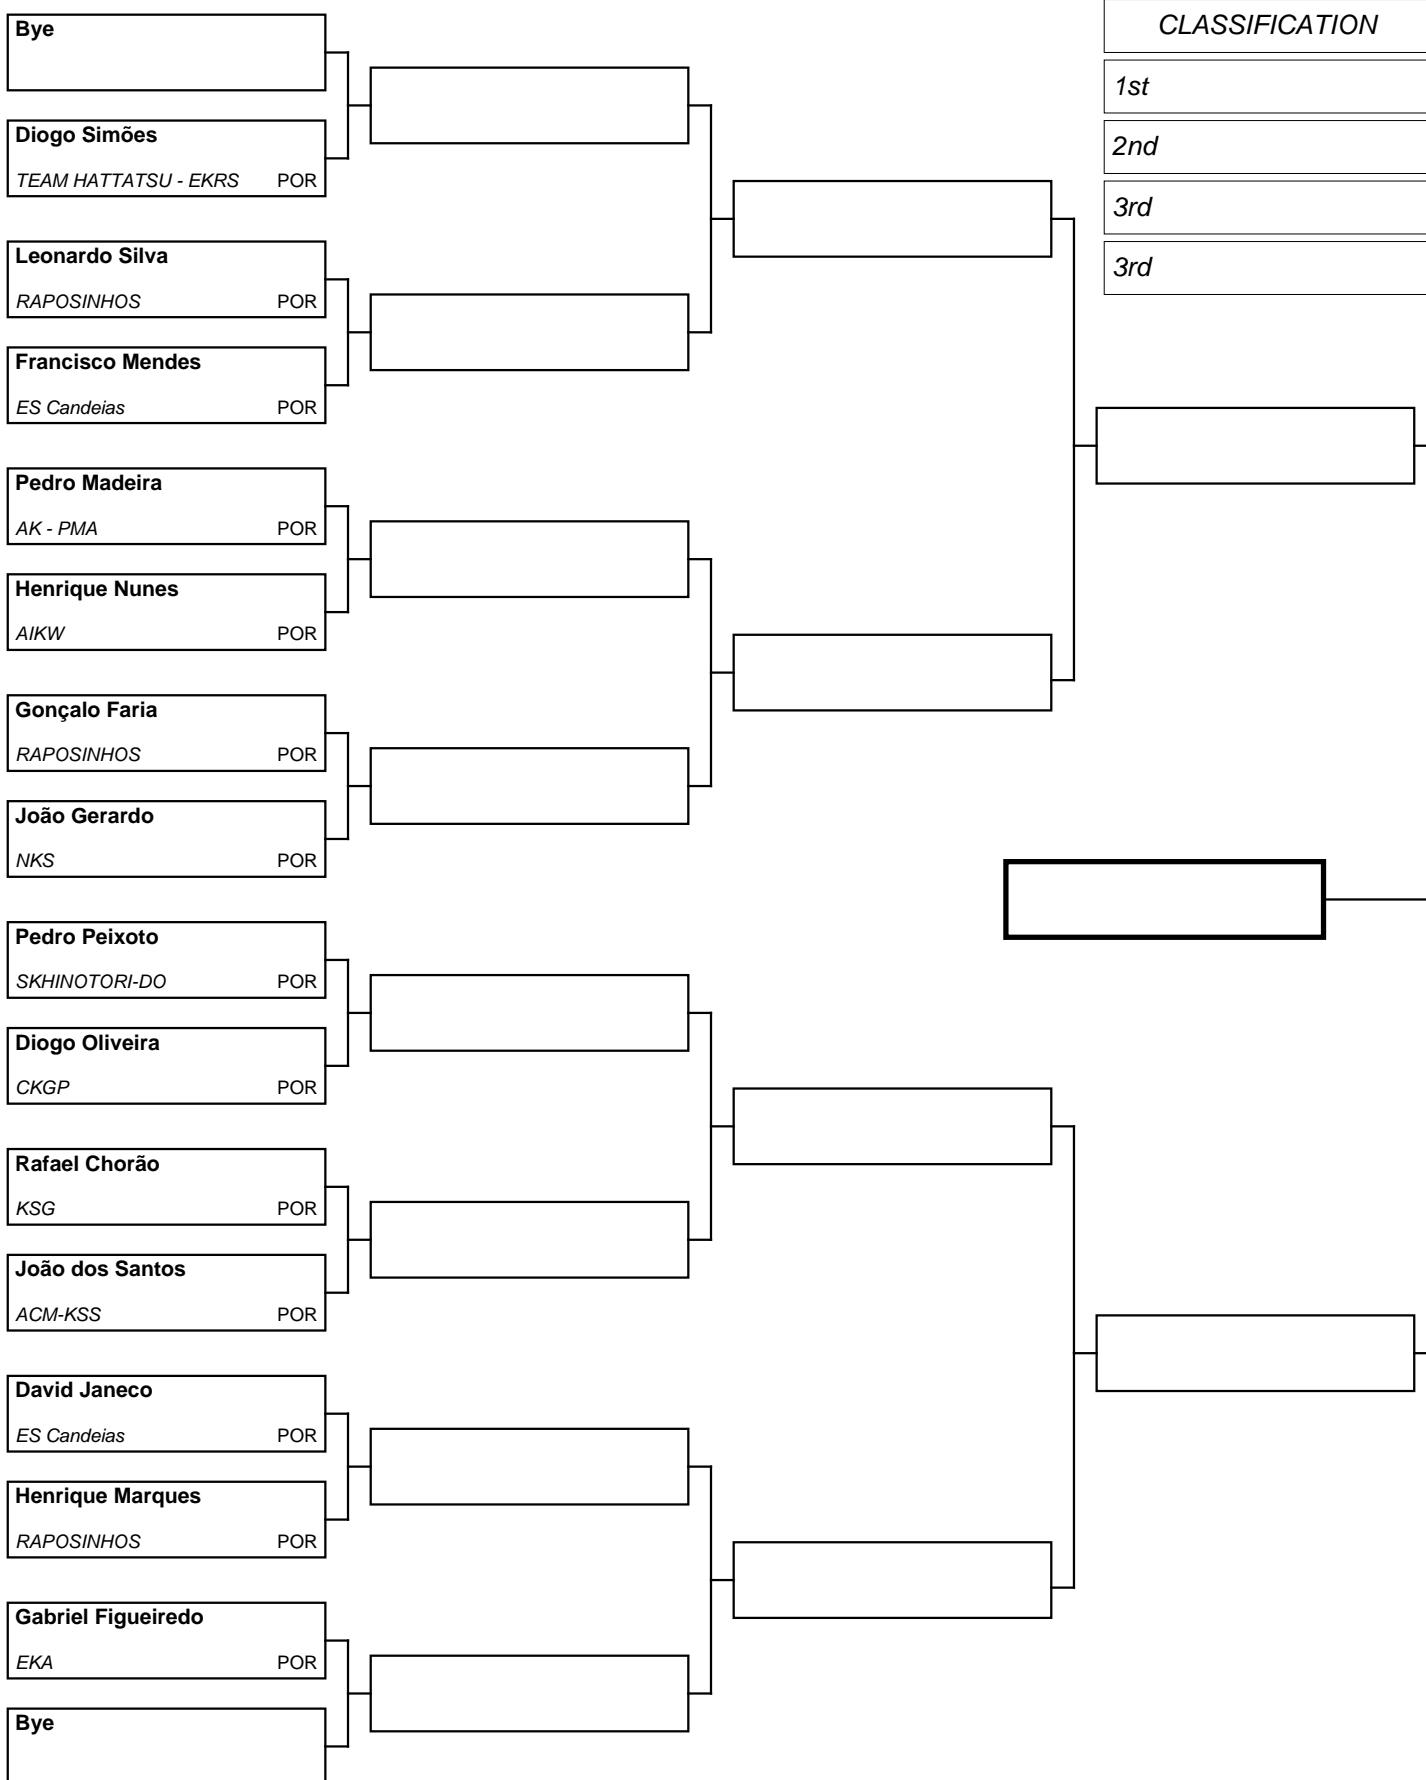 Bye
CLASSIFICATION
1st
2nd
3rd
3rd
Diogo Simões
TEAM HATTATSU - EKRS POR
Leonardo Silva
RAPOSINHOS POR
Francisco Mendes
ES Candeias POR
Pedro Madeira
AK - PMA POR
Henrique Nunes
AIKW POR
Gonçalo Faria
RAPOSINHOS POR
João Gerardo
NKS POR
Pedro Peixoto
SKHINOTORI-DO POR
Diogo Oliveira
CKGP POR
Rafael Chorão
KSG POR
João dos Santos
ACM-KSS POR
David Janeco
ES Candeias POR
Henrique Marques
RAPOSINHOS POR
Gabriel Figueiredo
EKA POR
Bye